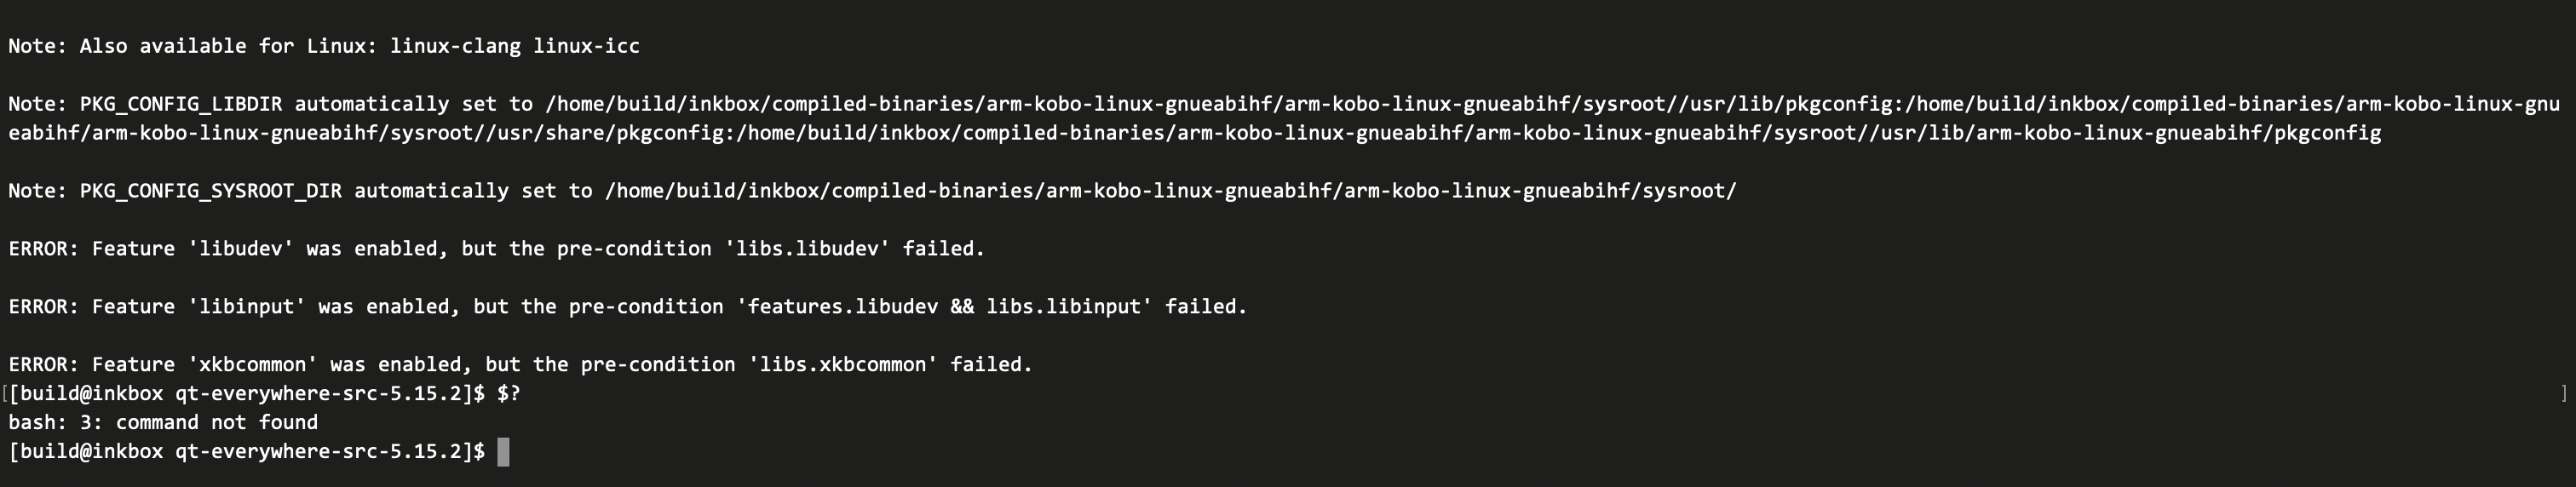 Note: Also available for Linux: linux-clang linux-icc
Note: PKG_CONFIG_LIBDIR automatically set to /home/build/inkbox/compiled-binaries/arm-kobo-linux-gnueabihf/arm-kobo-linux-gnueabihf/sysroot//usr/lib/pkgconfig:/home/build/inkbox/compiled-binaries/arm-kobo-linux-gnu
eabihf/arm-kobo-linux-gnueabihf/sysroot//usr/share/pkgconfig:/home/build/inkbox/compiled-binaries/arm-kobo-linux-gnueabihf/arm-kobo-linux-gnueabihf/sysroot//usr/lib/arm-kobo-linux-gnueabihf/pkgconfig
Note: PKG_CONFIG_SYSROOT_DIR automatically set to /home/build/inkbox/compiled-binaries/arm-kobo-linux-gnueabihf/arm-kobo-linux-gnueabihf/sysroot/
ERROR: Feature 'libudev' was enabled, but the pre-condition 'libs.libudev' failed.
ERROR: Feature 'libinput' was enabled, but the pre-condition 'features.libudev && libs.libinput' failed.
ERROR: Feature 'xkbcommon' was enabled, but the pre-condition 'libs.xkbcommon' failed.
[[build@inkbox qt-everywhere-src-5.15.2]$ $? ]
bash: 3: command not found
[build@inkbox qt-everywhere-src-5.15.2]$